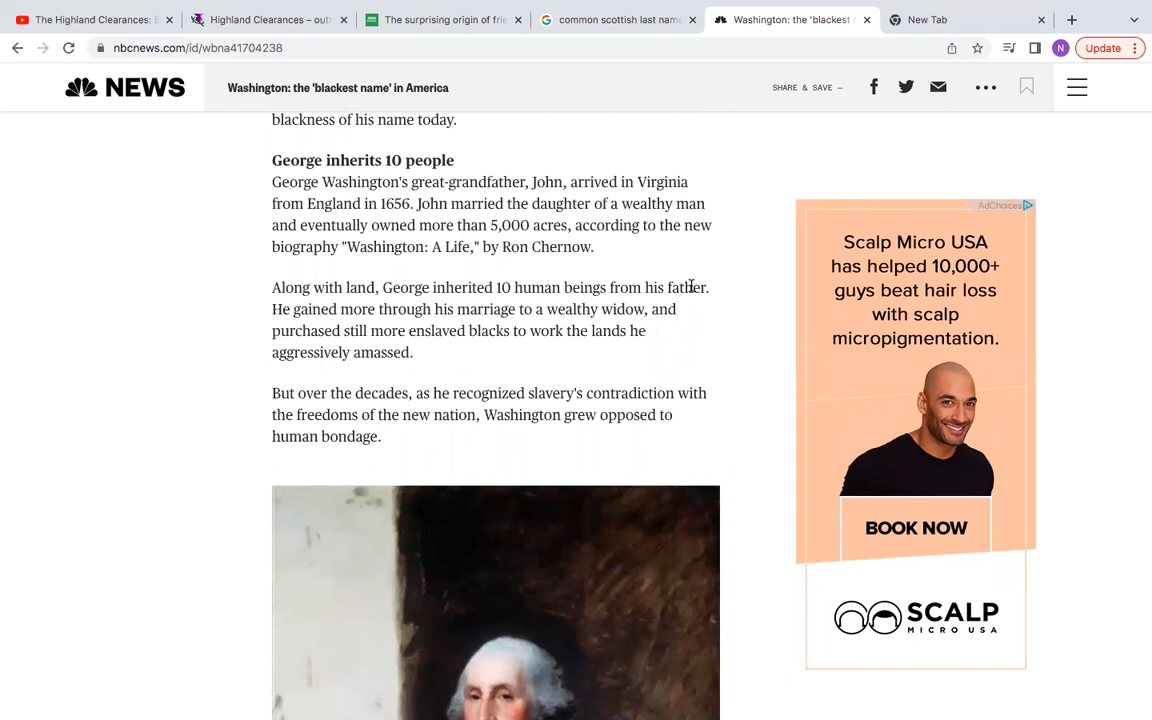 The Highland Clearances: E
Highland Clearances – out
The surprising origin of frie
common scottish last name
Washington: the 'blackest n
New Tab
nbcnews.com/id/wbna41704238
N
Update
NEWS
Washington: the 'blackest name' in America
SHARE & SAVE —
blackness of his name today.
George inherits 10 people
George Washington's great-grandfather, John, arrived in Virginia
from England in 1656. John married the daughter of a wealthy man
and eventually owned more than 5,000 acres, according to the new
biography "Washington: A Life," by Ron Chernow.
Along with land, George inherited 10 human beings from his father.
He gained more through his marriage to a wealthy widow, and
purchased still more enslaved blacks to work the lands he
aggressively amassed.
But over the decades, as he recognized slavery's contradiction with
the freedoms of the new nation, Washington grew opposed to
human bondage.
AdChoices
Scalp Micro USA
has helped 10,000+
guys beat hair loss
with scalp
micropigmentation.
BOOK NOW
SCALP
MICRO USA